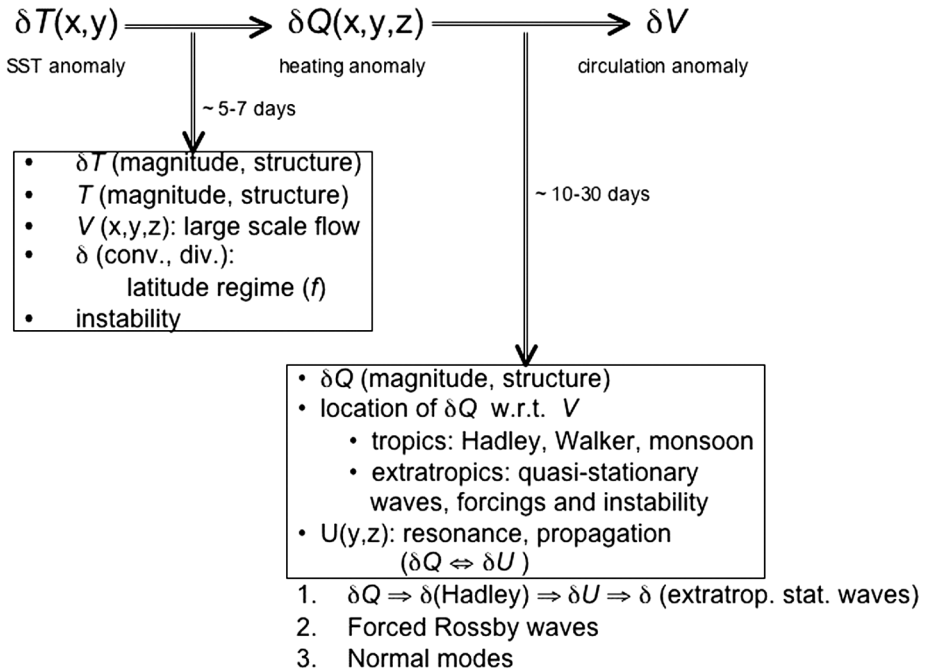 δT(x,y) δQ(x,y,z) δV
SST anomaly heating anomaly circulation anomaly
~ 5-7 days
• δT (magnitude, structure)
• T (magnitude, structure)
• V (x,y,z): large scale flow
• δ (conv., div.):
latitude regime (f)
• instability
~ 10-30 days
• δQ (magnitude, structure)
• location of δQ w.r.t. V
• tropics: Hadley, Walker, monsoon
• extratropics: quasi-stationary
waves, forcings and instability
• U(y,z): resonance, propagation
(δQ ⇔ δU )
1. δQ ⇒ δ(Hadley) ⇒ δU ⇒ δ (extratrop. stat. waves)
2. Forced Rossby waves
3. Normal modes